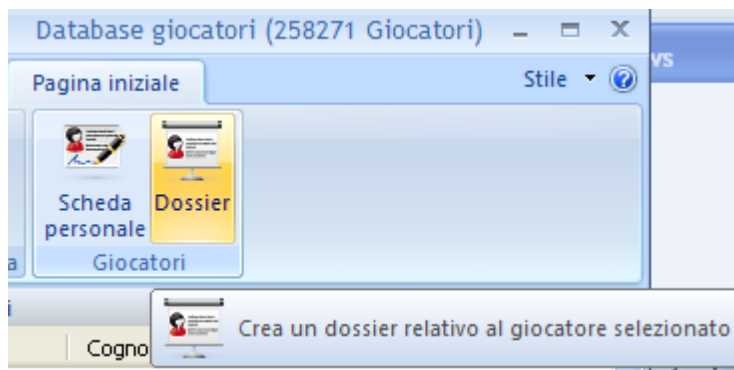 Database giocatori (258271 Giocatori)
vs
Pagina iniziale
Stile
Scheda personale
Dossier
a
Giocatori
i
Crea un dossier relativo al giocatore selezionato
Cogno